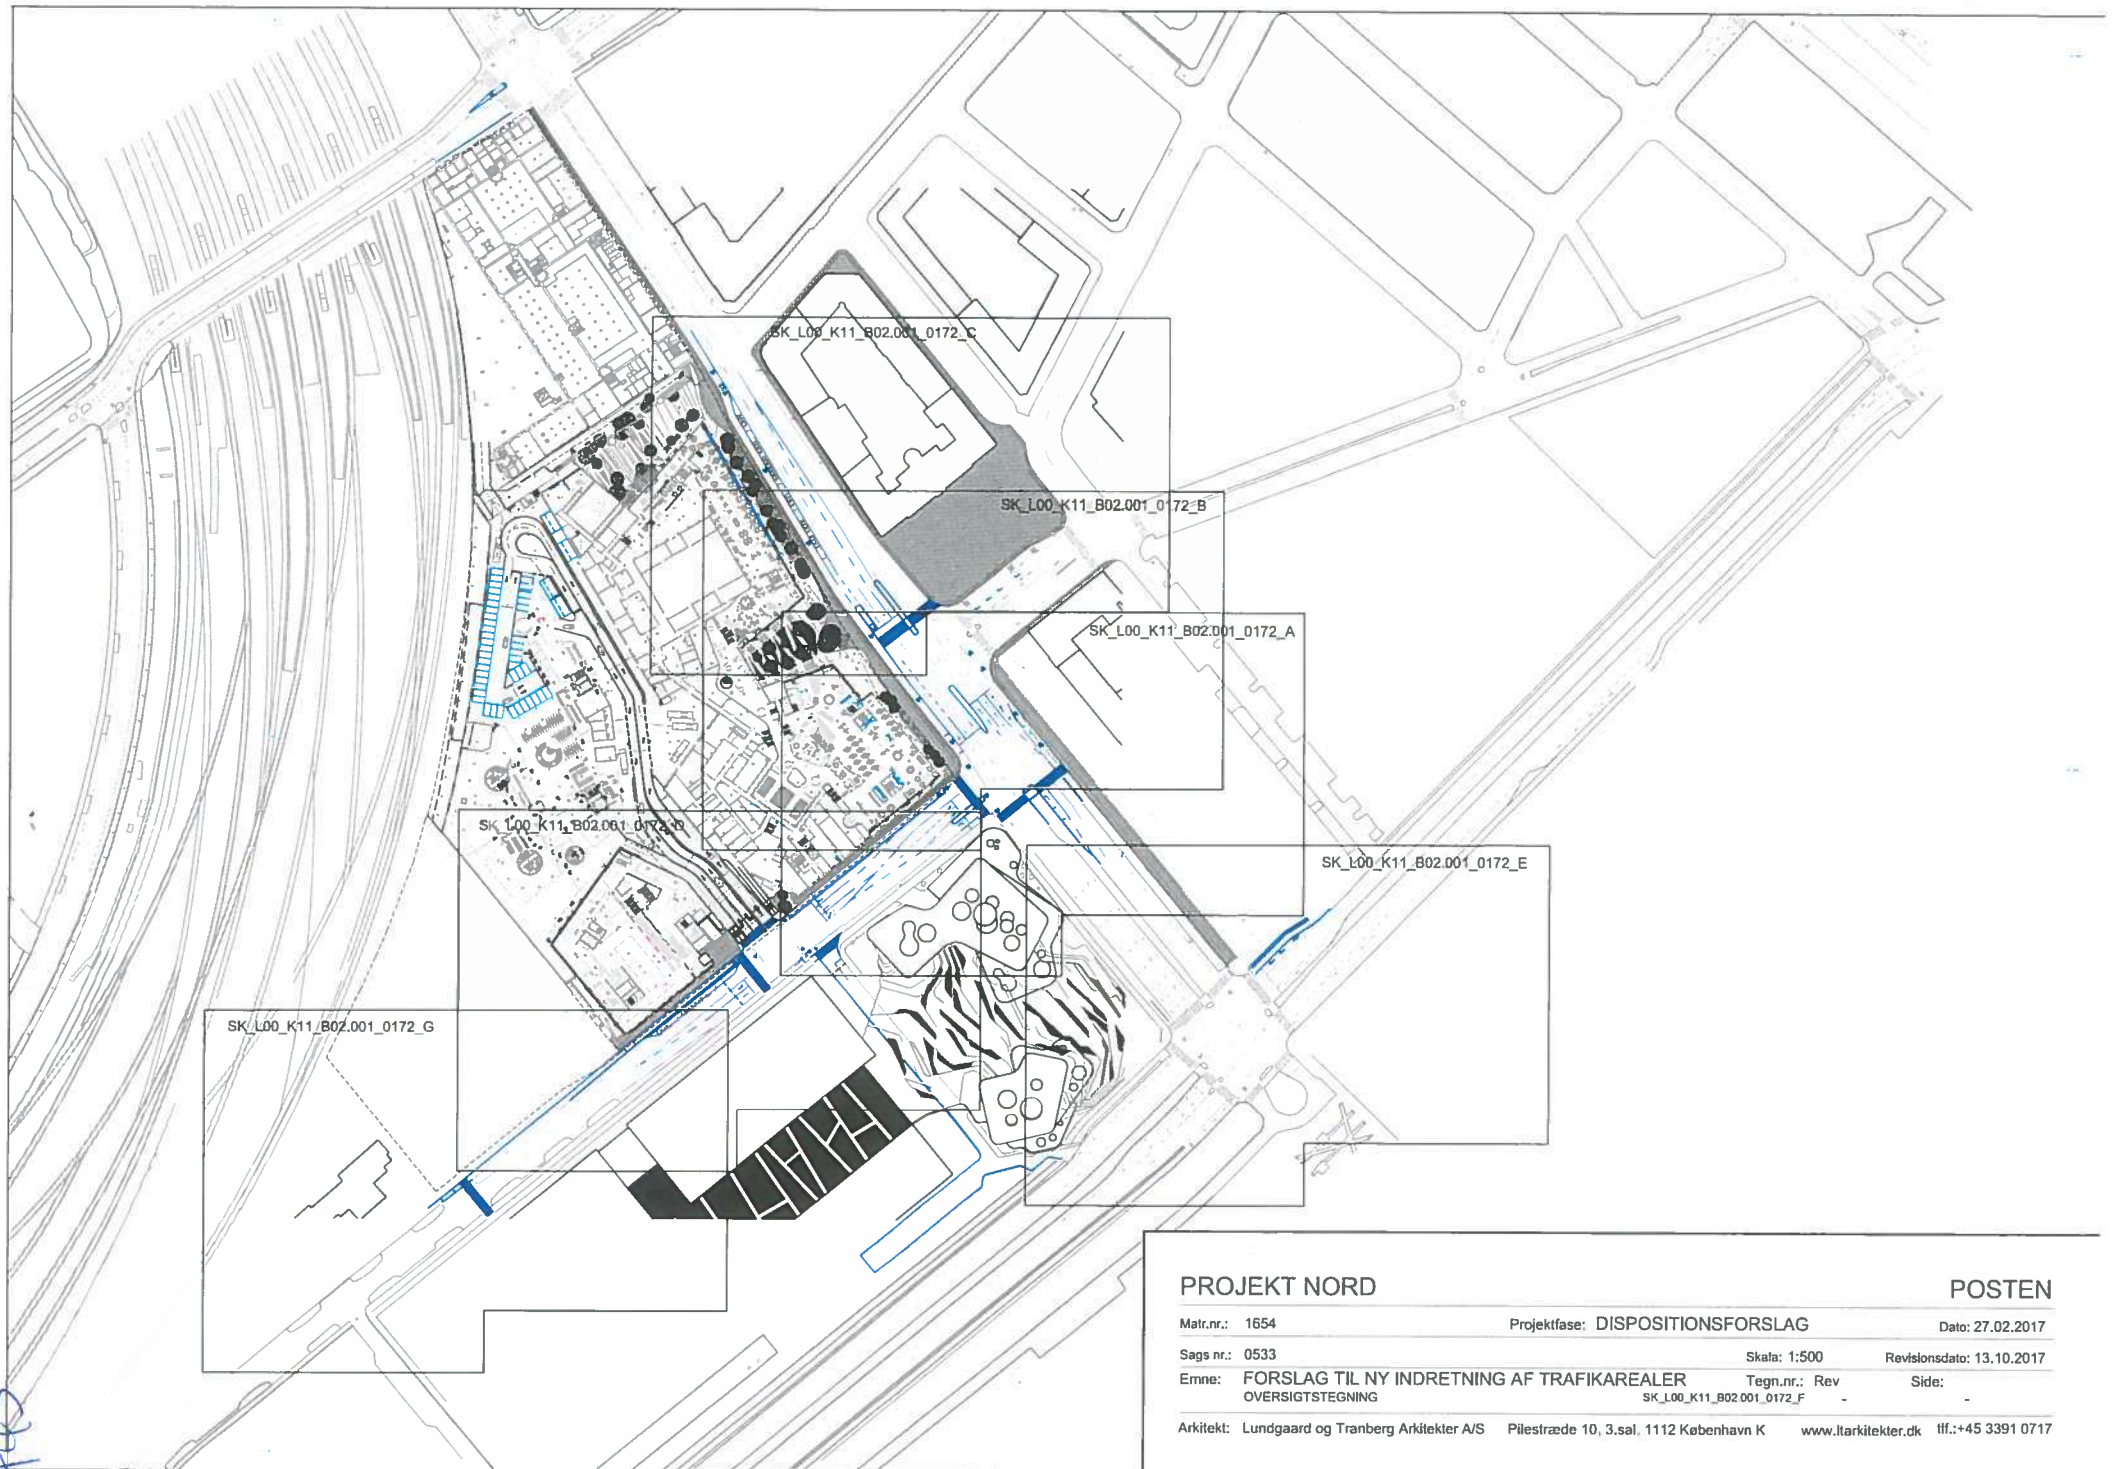 SK_L00_K11_B02.001_0172_C
SK_L00_K11_B02.001_0172_B
SK_L00_K11_B02.001_0172_A
SK_L00_K11_B02.001_0172_D
SK_L00_K11_B02.001_0172_E
SK_L00_K11_B02.001_0172_G
PROJEKT NORD POSTEN
Matr.nr.: 1654 Projektfase: DISPOSITIONSFORSLAG Dato: 27.02.2017
Sags nr.: 0533 Skala: 1:500 Revisionsdato: 13.10.2017
Emne: FORSLAG TIL NY INDRETNING AF TRAFIKAREALER Tegn.nr.: Rev Side:
OVERSIGTSTEGNING SK_L00_K11_B02.001_0172_F - -
Arkitekt: Lundgaard og Tranberg Arkitekter A/S Pilestræde 10, 3.sal, 1112 København K www.ltarkitekter.dk tlf.:+45 3391 0717